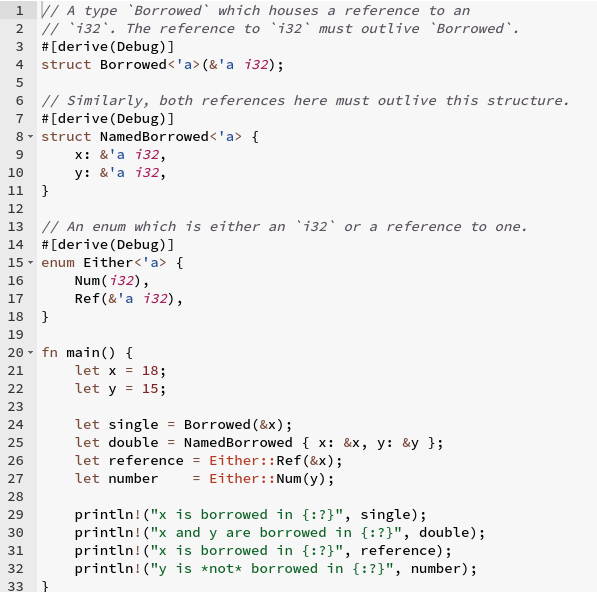 1 // A type `Borrowed` which houses a reference to an
2 // `i32`. The reference to `i32` must outlive `Borrowed`.
3 #[derive(Debug)]
4 struct Borrowed<'a>(&'a i32);
5
6 // Similarly, both references here must outlive this structure.
7 #[derive(Debug)]
8 struct NamedBorrowed<'a> {
9     x: &'a i32,
10     y: &'a i32,
11 }
12
13 // An enum which is either an `i32` or a reference to one.
14 #[derive(Debug)]
15 enum Either<'a> {
16     Num(i32),
17     Ref(&'a i32),
18 }
19
20 fn main() {
21     let x = 18;
22     let y = 15;
23
24     let single = Borrowed(&x);
25     let double = NamedBorrowed { x: &x, y: &y };
26     let reference = Either::Ref(&x);
27     let number    = Either::Num(y);
28
29     println!("x is borrowed in {:?}", single);
30     println!("x and y are borrowed in {:?}", double);
31     println!("x is borrowed in {:?}", reference);
32     println!("y is *not* borrowed in {:?}", number);
33 }